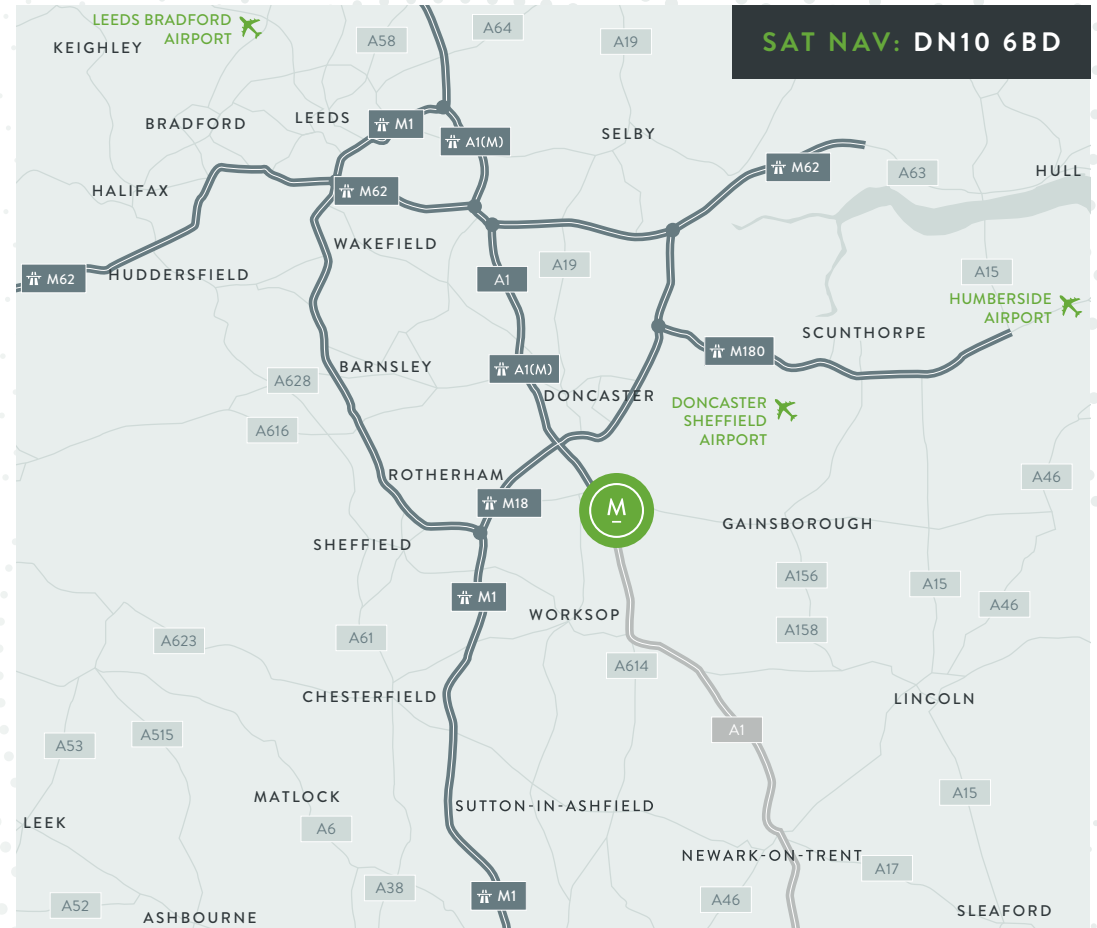 LEEDS BRADFORD
AIRPORT
KEIGHLEY
A58
A64
A19
SAT NAV: DN10 6BD
BRADFORD
LEEDS
M1
A1(M)
SELBY
M62
A63
HULL
HALIFAX
M62
WAKEFIELD
HUDDERSFIELD
M62
A1
A19
A15
HUMBERSIDE
AIRPORT
SCUNTHORPE
M180
BARNSLEY
A1(M)
A628
DONCASTER
DONCASTER
SHEFFIELD
AIRPORT
A616
ROTHERHAM
A46
M18
M
GAINSBOROUGH
SHEFFIELD
A156
A15
A46
M1
WORKSOP
A158
A623
A61
A614
CHESTERFIELD
LINCOLN
A53
A515
A1
MATLOCK
SUTTON-IN-ASHFIELD
A15
LEEK
A6
NEWARK-ON-TRENT
A17
A38
M1
A46
A52
ASHBOURNE
SLEAFORD